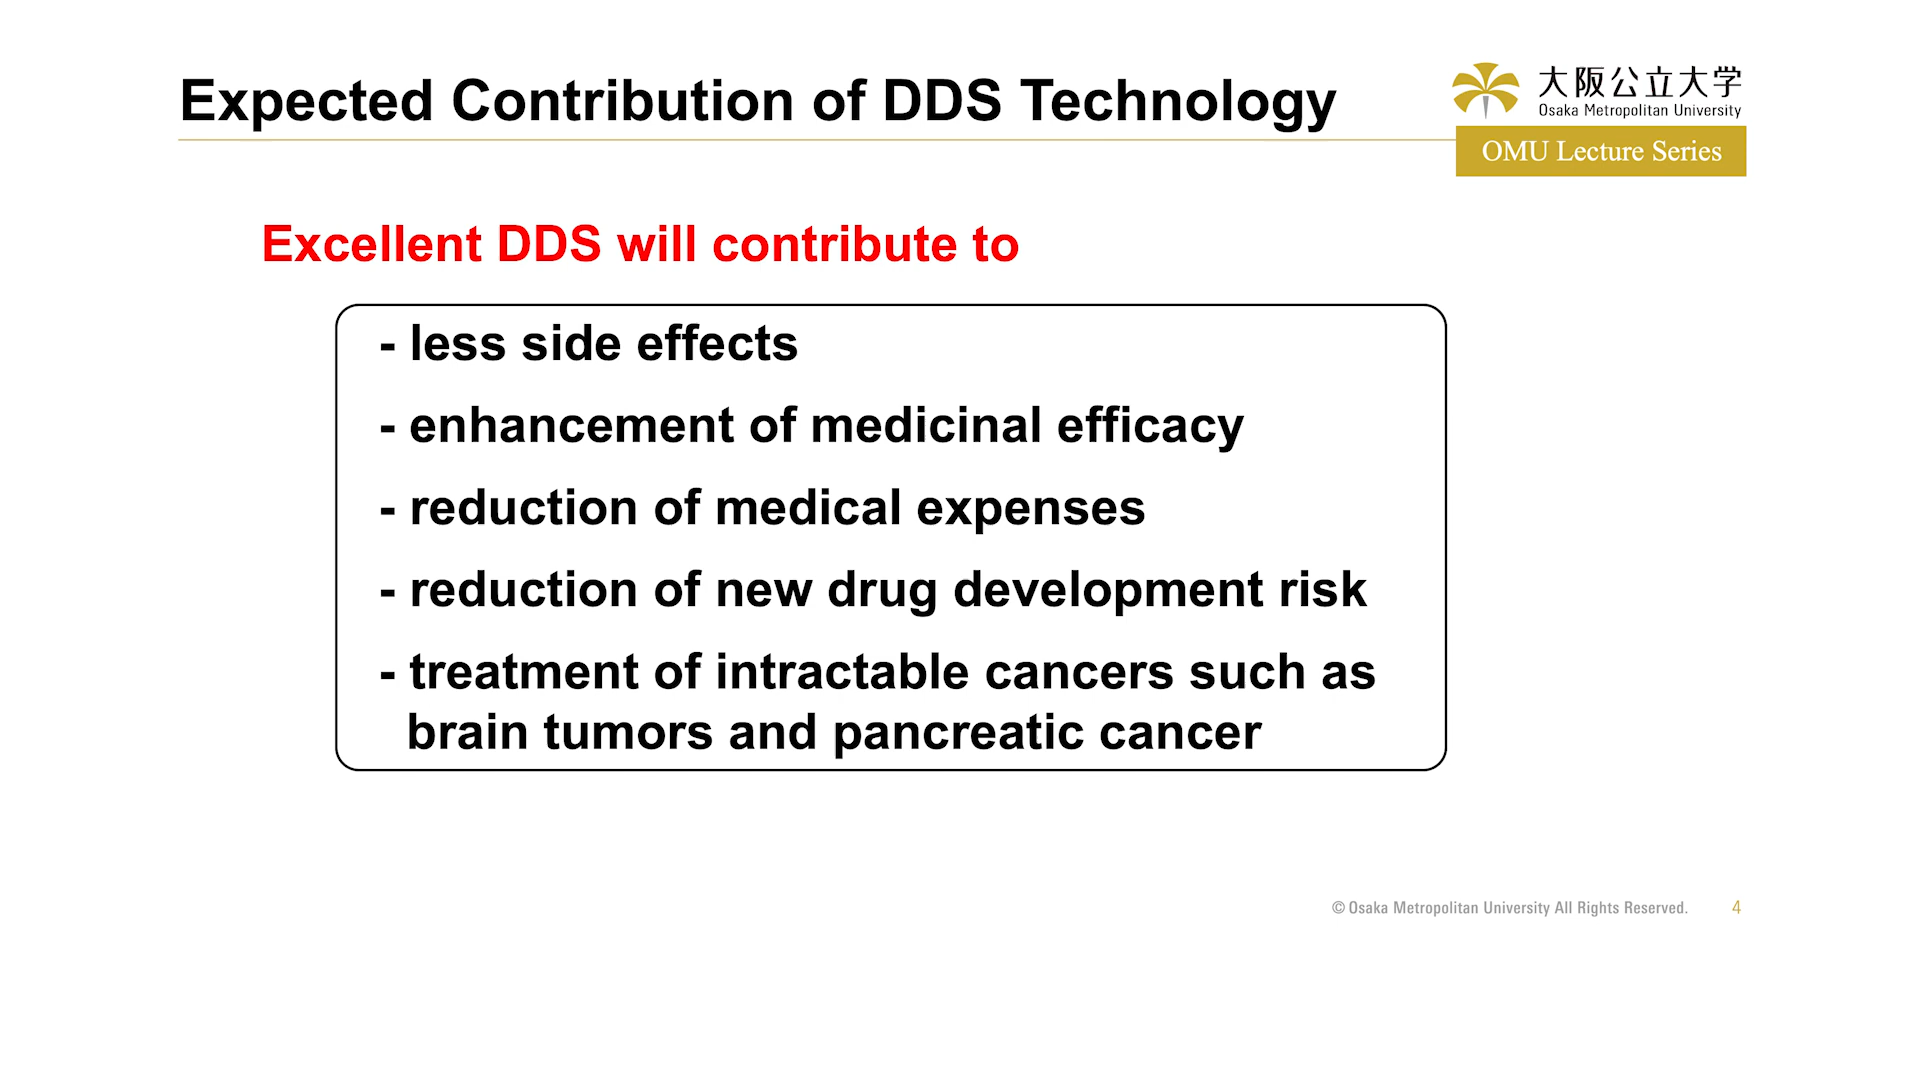 Expected Contribution of DDS Technology
大阪公立大学
Osaka Metropolitan University
OMU Lecture Series
Excellent DDS will contribute to
- less side effects
- enhancement of medicinal efficacy
- reduction of medical expenses
- reduction of new drug development risk
- treatment of intractable cancers such as
brain tumors and pancreatic cancer
© Osaka Metropolitan University All Rights Reserved.
4